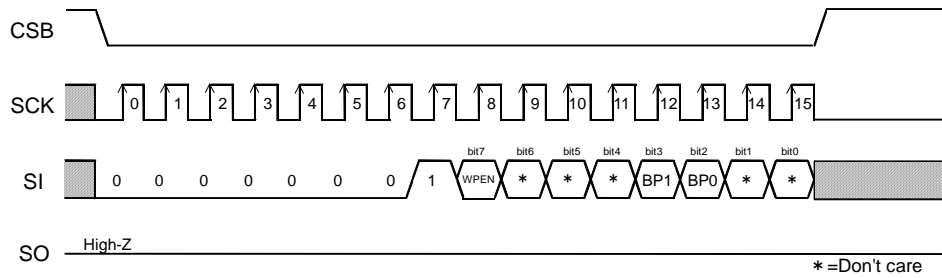 CSB
SCK 0 1 2 3 4 5 6 7 8 9 10 11 12 13 14 15
bit7 bit6 bit5 bit4 bit3 bit2 bit1 bit0
SI 0 0 0 0 0 0 0 1 WPEN * * * BP1 BP0 * *
SO High-Z
*=Don't care